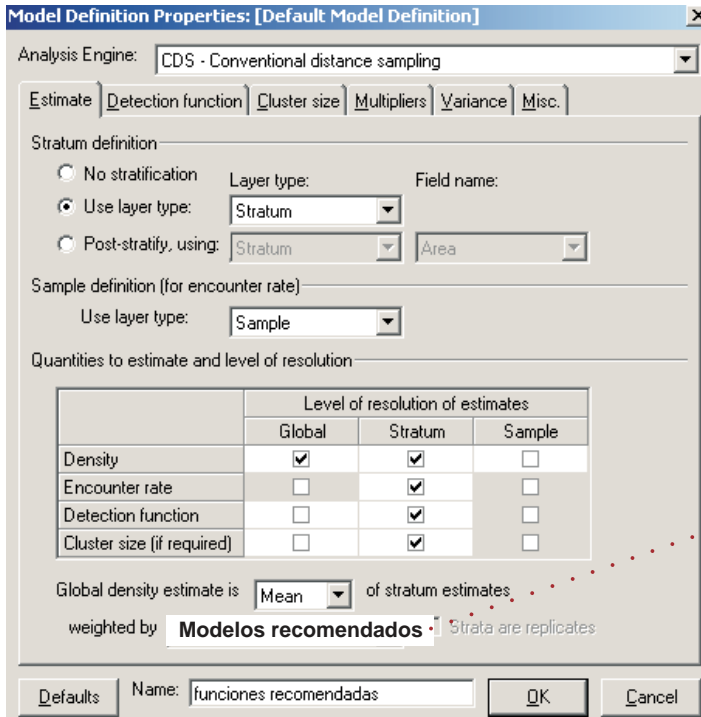 Model Definition Properties: [Default Model Definition]
Analysis Engine: CDS - Conventional distance sampling
Estimate Detection function Cluster size Multipliers Variance Misc.
Stratum definition
No stratification Layer type: Field name:
Use layer type: Stratum
Post-stratify, using: Stratum Area
Sample definition (for encounter rate)
Use layer type: Sample
Quantities to estimate and level of resolution
Level of resolution of estimates
Global Stratum Sample
Density
Encounter rate
Detection function
Cluster size (if required)
Global density estimate is Mean of stratum estimates
weighted by Modelos recomendados Strata are replicates
Defaults Name: funciones recomendadas OK Cancel